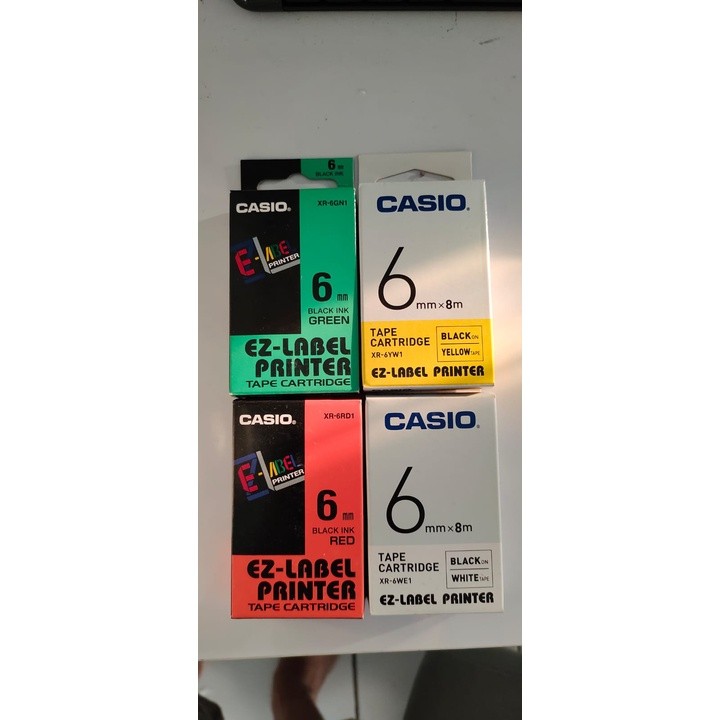 6 mm
BLACK INK
CASIO®
XR-6GN1
E-LABEL
PRINTER
6 mm
BLACK INK
GREEN
EZ-LABEL
PRINTER
TAPE CARTRIDGE
CASIO®
6 mm×8m
TAPE
CARTRIDGE
XR-6YW1
BLACK ON
YELLOW TAPE
EZ-LABEL PRINTER
CASIO®
XR-6RD1
E-LABEL
PRINTER
6 mm
BLACK INK
RED
EZ-LABEL
PRINTER
TAPE CARTRIDGE
CASIO®
6 mm×8m
TAPE
CARTRIDGE
XR-6WE1
BLACK ON
WHITE TAPE
EZ-LABEL PRINTER